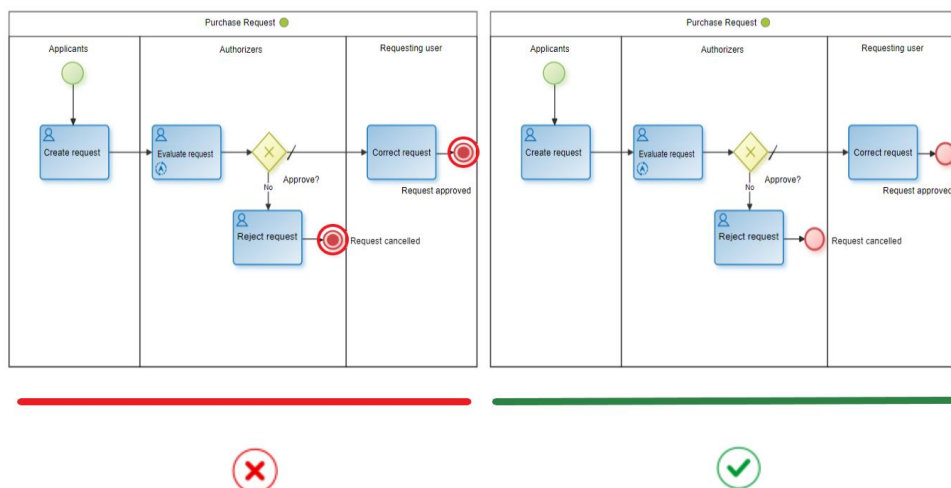 Purchase Request
Applicants
Authorizers
Requesting user
Create request
Evaluate request
Correct request
Approve?
Request approved
No
Reject request
Request cancelled
Purchase Request
Applicants
Authorizers
Requesting user
Create request
Evaluate request
Correct request
Approve?
Request approved
No
Reject request
Request cancelled